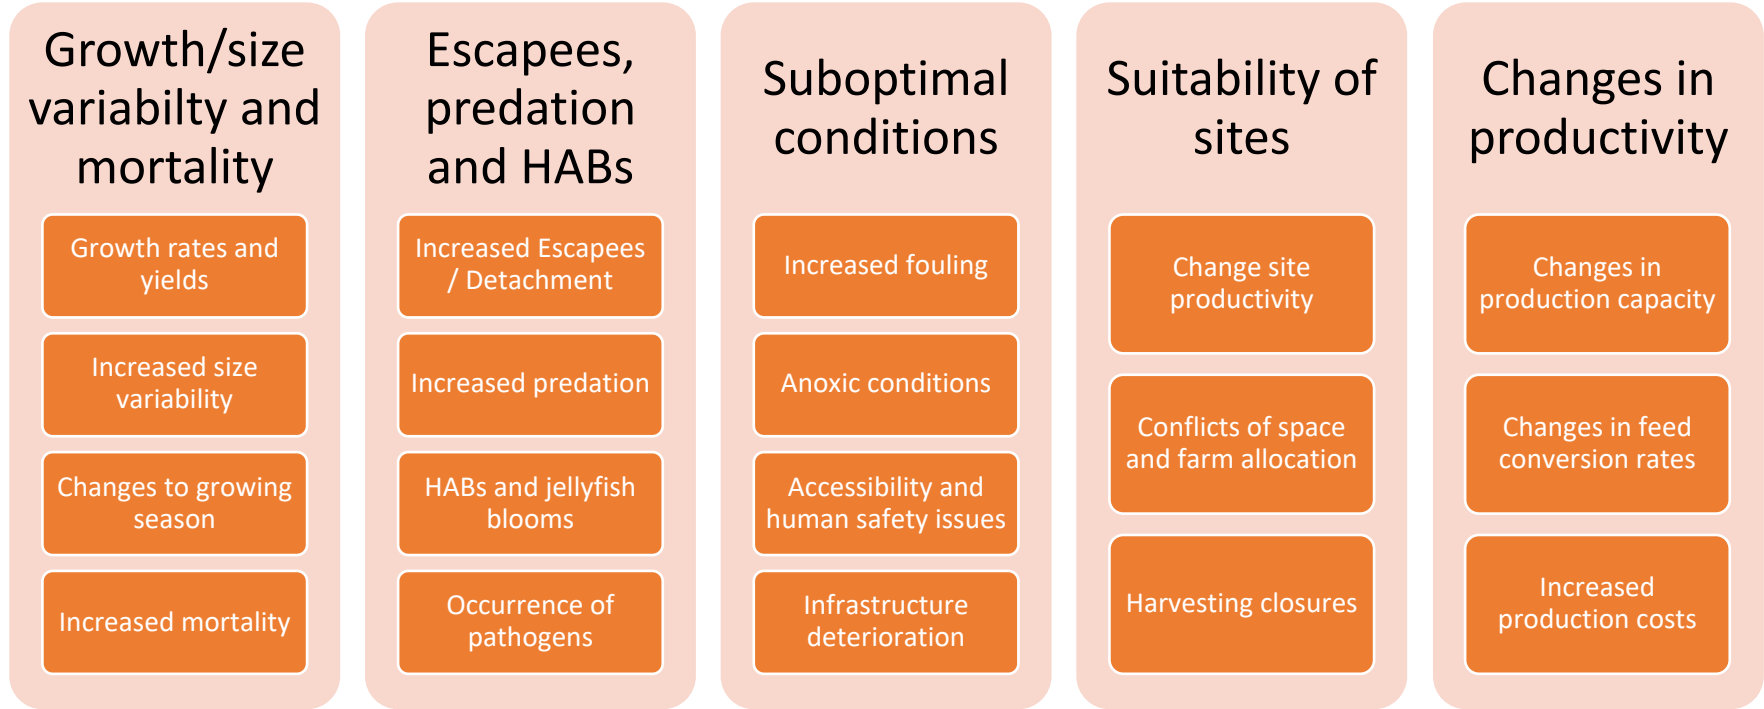 Growth/size
variabilty and
mortality
Growth rates and
yields
Increased size
variability
Changes to growing
season
Increased mortality
Escapees,
predation
and HABs
Increased Escapees
/ Detachment
Increased predation
HABs and jellyfish
blooms
Occurrence of
pathogens
Suboptimal
conditions
Increased fouling
Anoxic conditions
Accessibility and
human safety issues
Infrastructure
deterioration
Suitability of
sites
Change site
productivity
Conflicts of space
and farm allocation
Harvesting closures
Changes in
productivity
Changes in
production capacity
Changes in feed
conversion rates
Increased
production costs